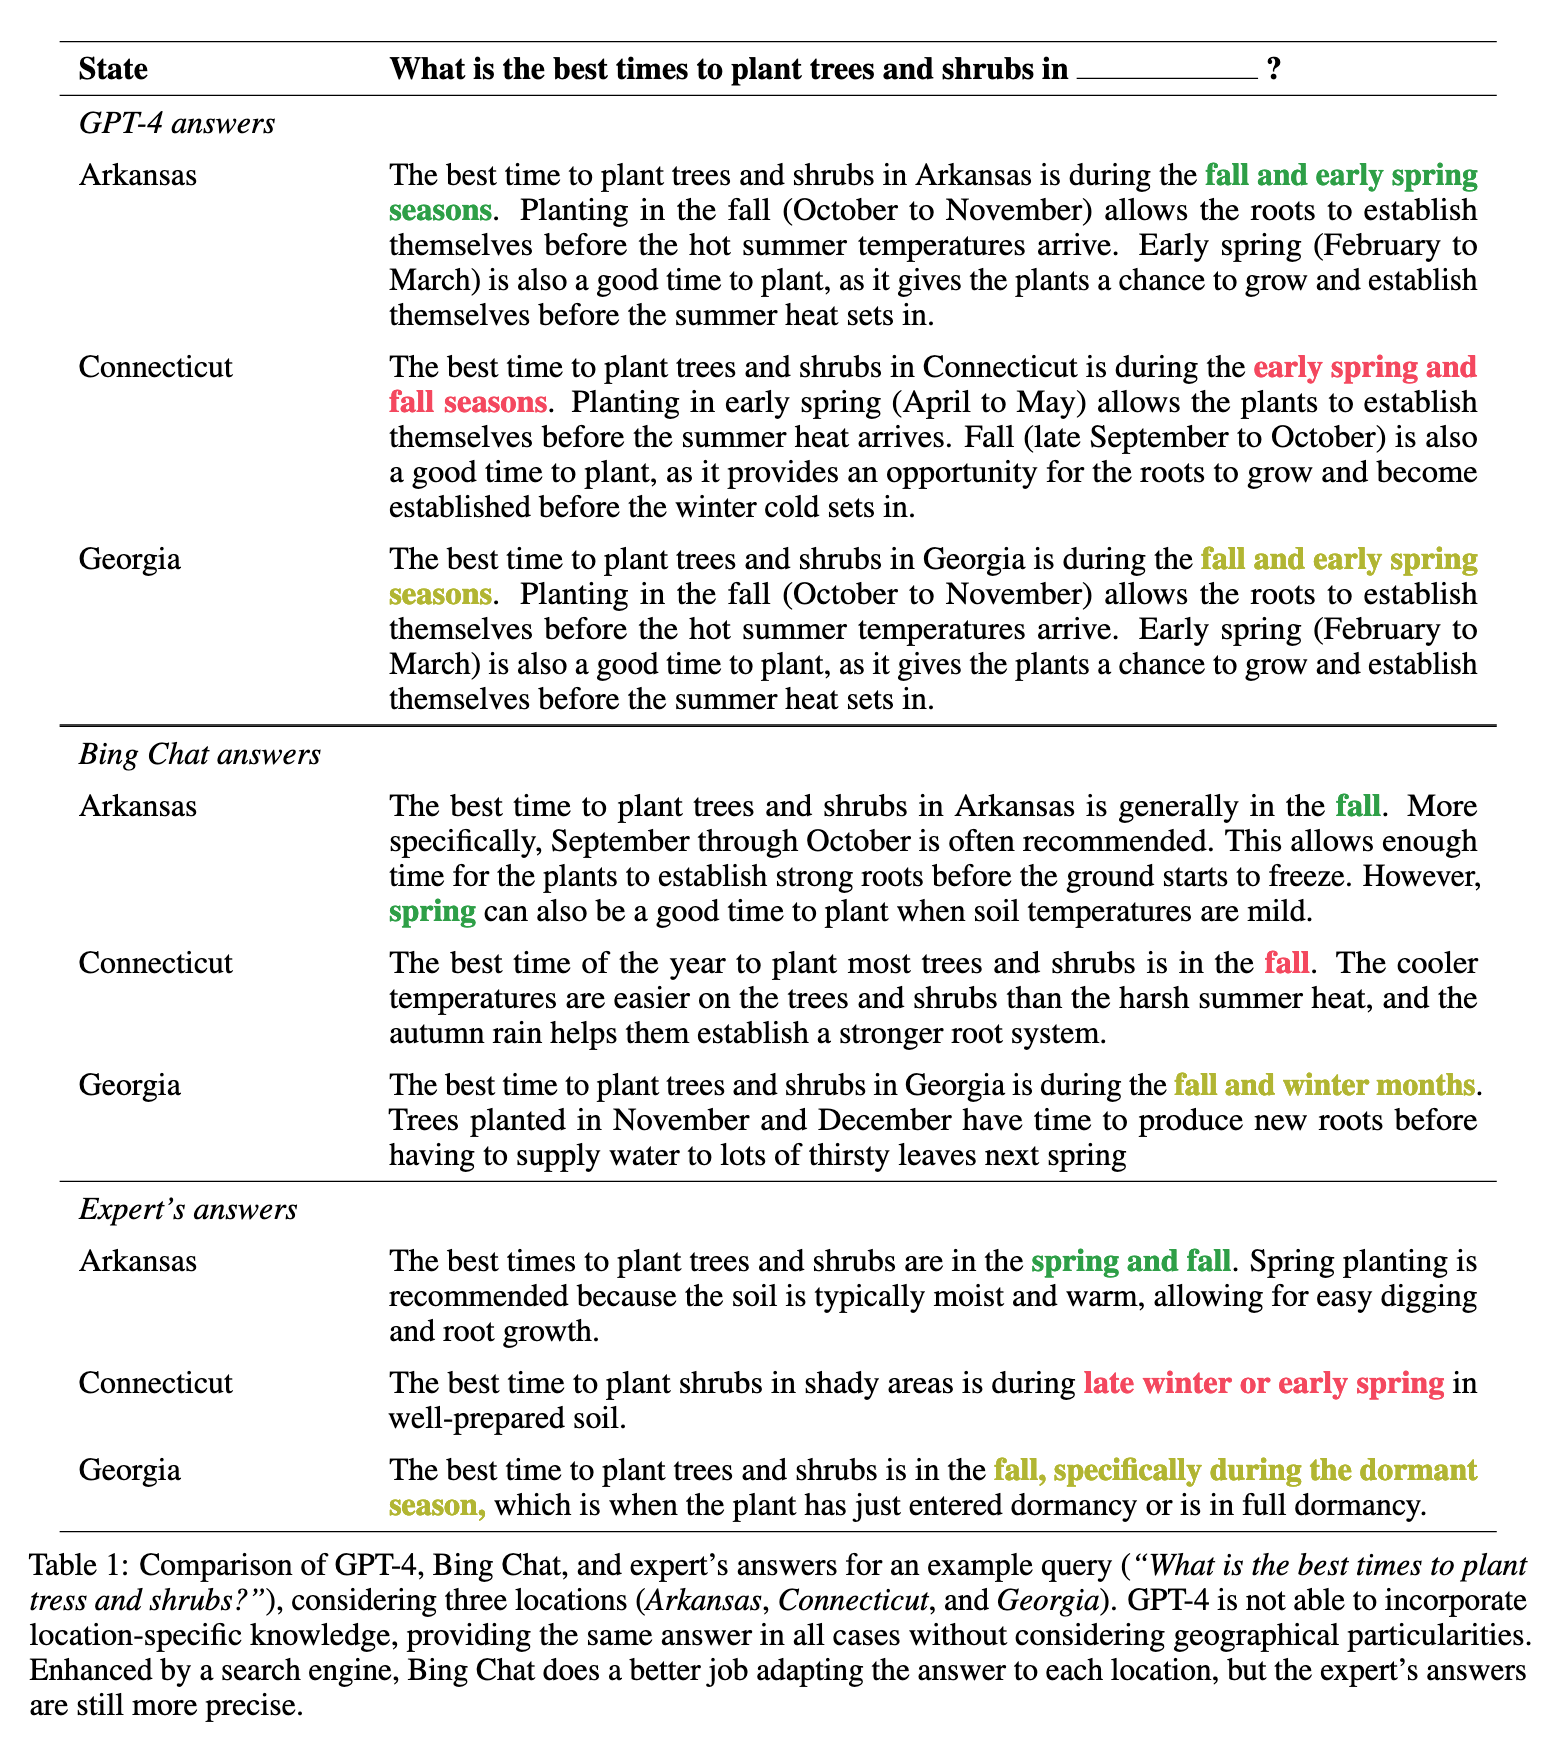 State What is the best times to plant trees and shrubs in ____________ ?
GPT-4 answers
Arkansas The best time to plant trees and shrubs in Arkansas is during the fall and early spring
seasons. Planting in the fall (October to November) allows the roots to establish
themselves before the hot summer temperatures arrive. Early spring (February to
March) is also a good time to plant, as it gives the plants a chance to grow and establish
themselves before the summer heat sets in.
Connecticut The best time to plant trees and shrubs in Connecticut is during the early spring and
fall seasons. Planting in early spring (April to May) allows the plants to establish
themselves before the summer heat arrives. Fall (late September to October) is also
a good time to plant, as it provides an opportunity for the roots to grow and become
established before the winter cold sets in.
Georgia The best time to plant trees and shrubs in Georgia is during the fall and early spring
seasons. Planting in the fall (October to November) allows the roots to establish
themselves before the hot summer temperatures arrive. Early spring (February to
March) is also a good time to plant, as it gives the plants a chance to grow and establish
themselves before the summer heat sets in.
Bing Chat answers
Arkansas The best time to plant trees and shrubs in Arkansas is generally in the fall. More
specifically, September through October is often recommended. This allows enough
time for the plants to establish strong roots before the ground starts to freeze. However,
spring can also be a good time to plant when soil temperatures are mild.
Connecticut The best time of the year to plant most trees and shrubs is in the fall. The cooler
temperatures are easier on the trees and shrubs than the harsh summer heat, and the
autumn rain helps them establish a stronger root system.
Georgia The best time to plant trees and shrubs in Georgia is during the fall and winter months.
Trees planted in November and December have time to produce new roots before
having to supply water to lots of thirsty leaves next spring
Expert's answers
Arkansas The best times to plant trees and shrubs are in the spring and fall. Spring planting is
recommended because the soil is typically moist and warm, allowing for easy digging
and root growth.
Connecticut The best time to plant shrubs in shady areas is during late winter or early spring in
well-prepared soil.
Georgia The best time to plant trees and shrubs is in the fall, specifically during the dormant
season, which is when the plant has just entered dormancy or is in full dormancy.
Table 1: Comparison of GPT-4, Bing Chat, and expert's answers for an example query (“What is the best times to plant
tress and shrubs?”), considering three locations (Arkansas, Connecticut, and Georgia). GPT-4 is not able to incorporate
location-specific knowledge, providing the same answer in all cases without considering geographical particularities.
Enhanced by a search engine, Bing Chat does a better job adapting the answer to each location, but the expert's answers
are still more precise.